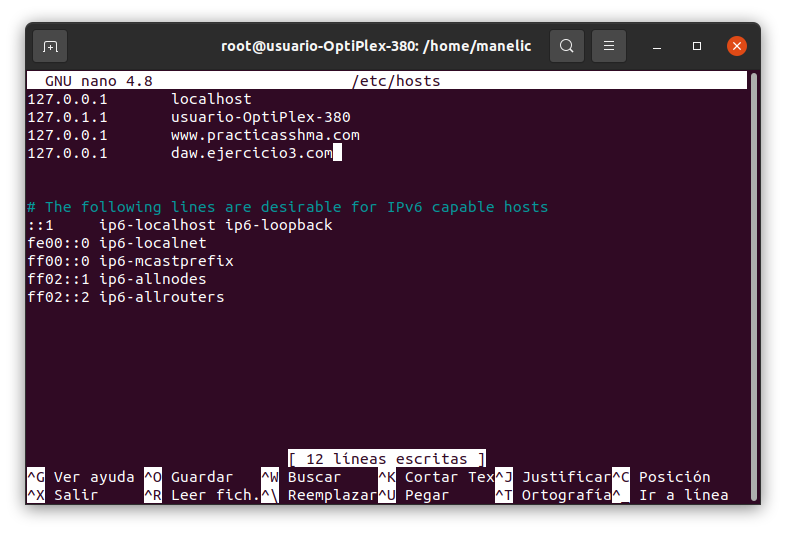 root@usuario-OptiPlex-380: /home/manelic
GNU nano 4.8 /etc/hosts
127.0.0.1 localhost
127.0.1.1 usuario-OptiPlex-380
127.0.0.1 www.practicasshma.com
127.0.0.1 daw.ejercicio3.com
# The following lines are desirable for IPv6 capable hosts
::1 ip6-localhost ip6-loopback
fe00::0 ip6-localnet
ff00::0 ip6-mcastprefix
ff02::1 ip6-allnodes
ff02::2 ip6-allrouters
[ 12 líneas escritas ]
^G Ver ayuda ^O Guardar ^W Buscar ^K Cortar Tex^J Justificar^C Posición
^X Salir ^R Leer fich.^\ Reemplazar^U Pegar ^T Ortografía^_ Ir a línea